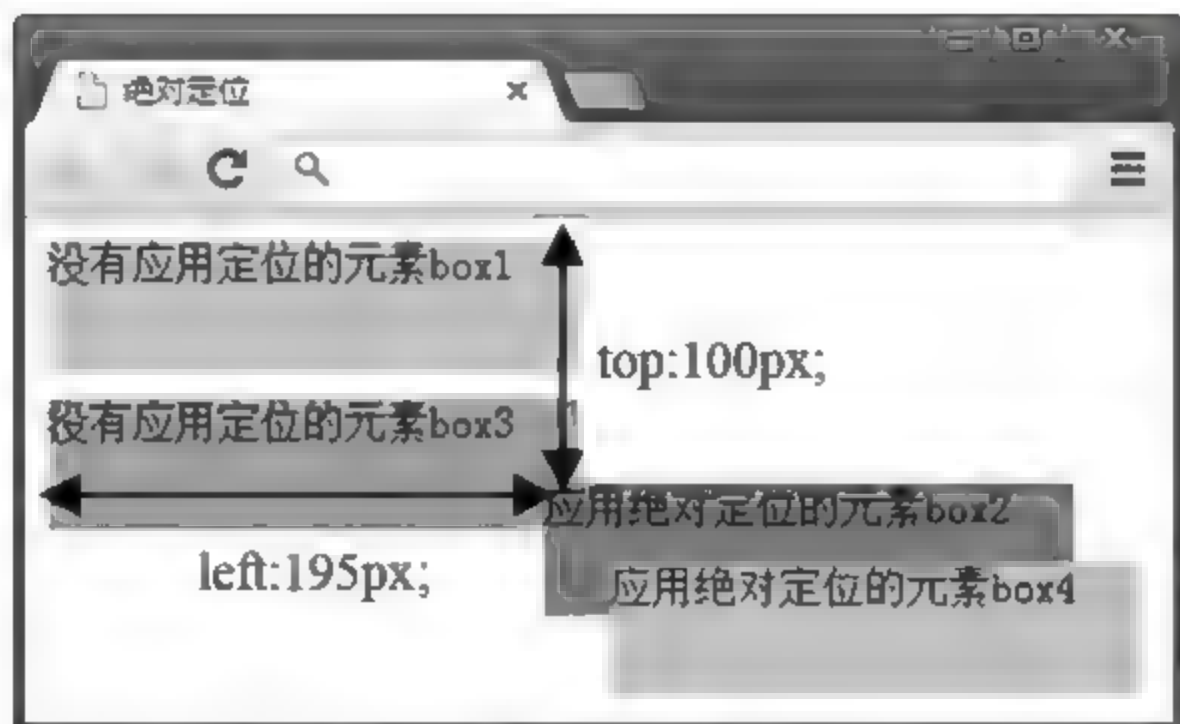 绝对定位
没有应用定位的元素box1
top:100px;
没有应用定位的元素box3
应用绝对定位的元素box2
left:195px;
应用绝对定位的元素box4